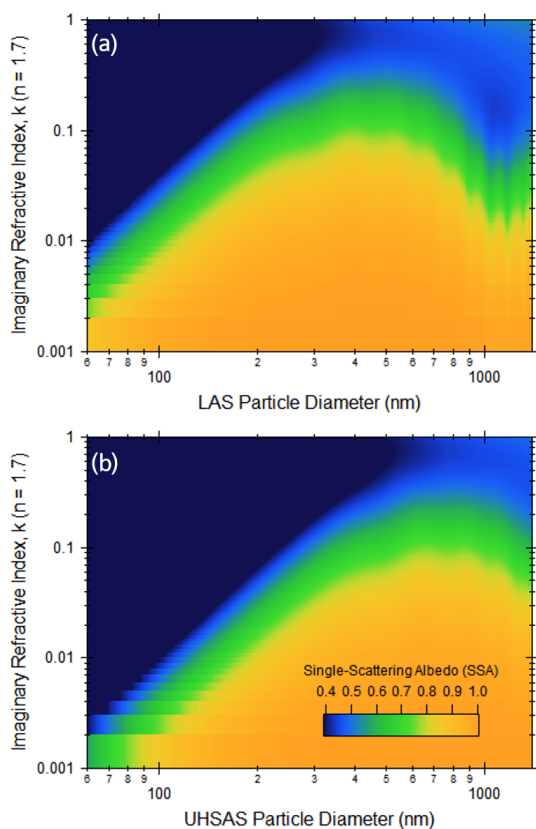 (a)
Imaginary Refractive Index, k (n = 1.7)
1
0.1
0.01
0.001
6 7 8 9 100 2 3 4 5 6 7 8 9 1000
LAS Particle Diameter (nm)
(b)
Imaginary Refractive Index, k (n = 1.7)
1
0.1
0.01
0.001
Single-Scattering Albedo (SSA)
0.4 0.5 0.6 0.7 0.8 0.9 1.0
6 7 8 9 100 2 3 4 5 6 7 8 9 1000
UHSAS Particle Diameter (nm)